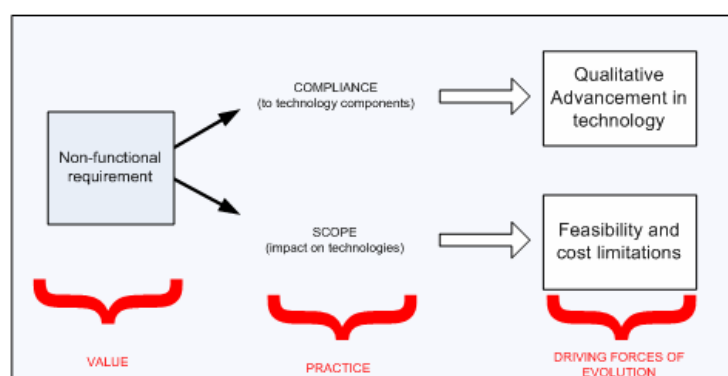 COMPLIANCE
(to technology components)
Qualitative
Advancement in
technology
Non-functional
requirement
SCOPE
(impact on technologies)
Feasibility and
cost limitations
VALUE
PRACTICE
DRIVING FORCES OF
EVOLUTION